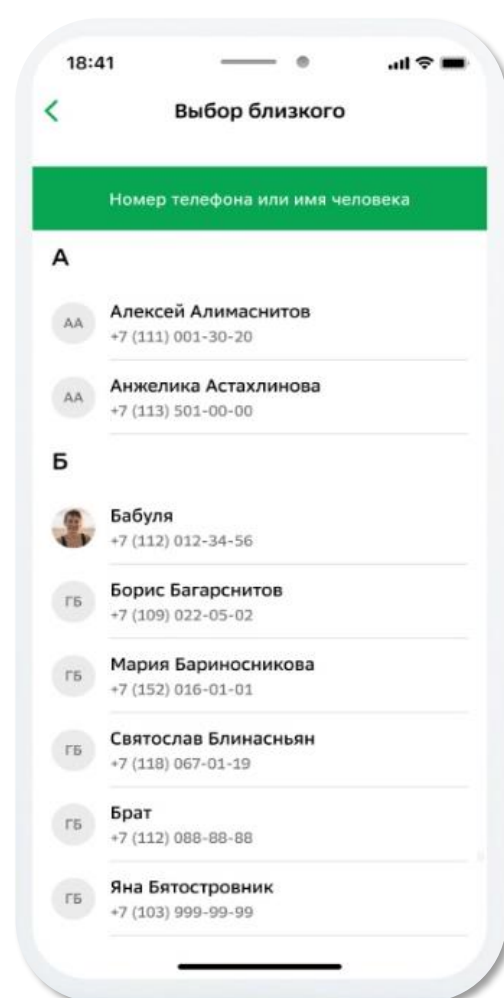 18:41
Выбор близкого
Номер телефона или имя человека
А
АА
Алексей Алимаснитов
+7 (111) 001-30-20
АА
Анжелика Астахлинова
+7 (113) 501-00-00
Б
Бабуля
+7 (112) 012-34-56
ГБ
Борис Багарснитов
+7 (109) 022-05-02
ГБ
Мария Бариносникова
+7 (152) 016-01-01
ГБ
Святослав Блинасньян
+7 (118) 067-01-19
ГБ
Брат
+7 (112) 088-88-88
ГБ
Яна Бятостровник
+7 (103) 999-99-99